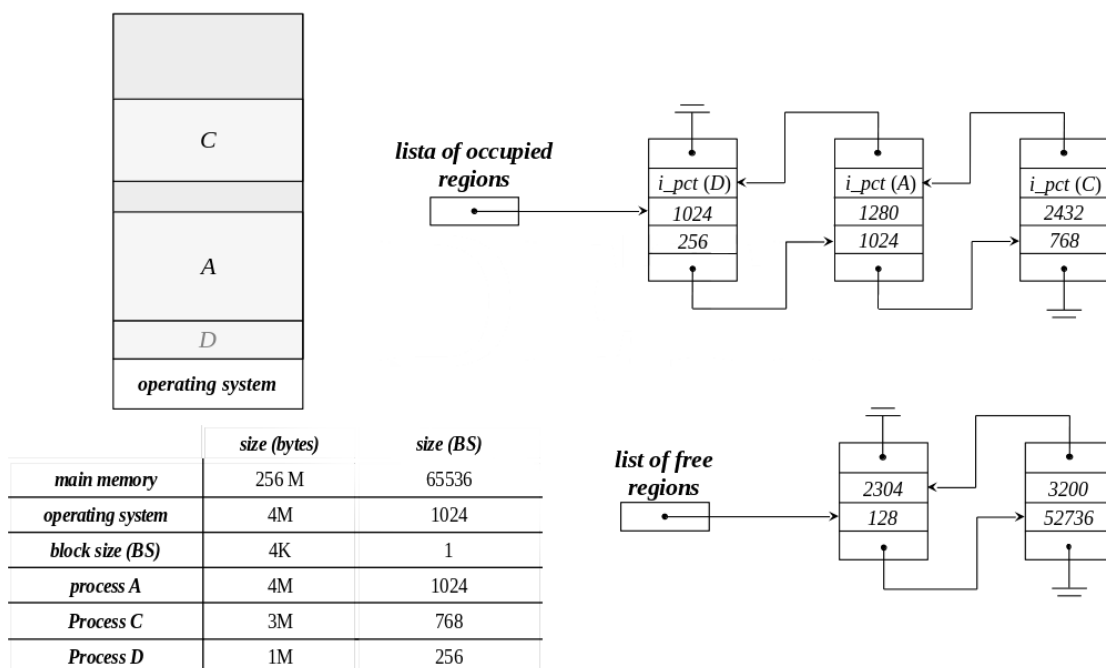 C
A
D
operating system
lista of occupied
regions
i_pct (D)
1024
256
i_pct (A)
1280
1024
i_pct (C)
2432
768
list of free
regions
2304
128
3200
52736
size (bytes) size (BS)
main memory 256 M 65536
operating system 4M 1024
block size (BS) 4K 1
process A 4M 1024
Process C 3M 768
Process D 1M 256